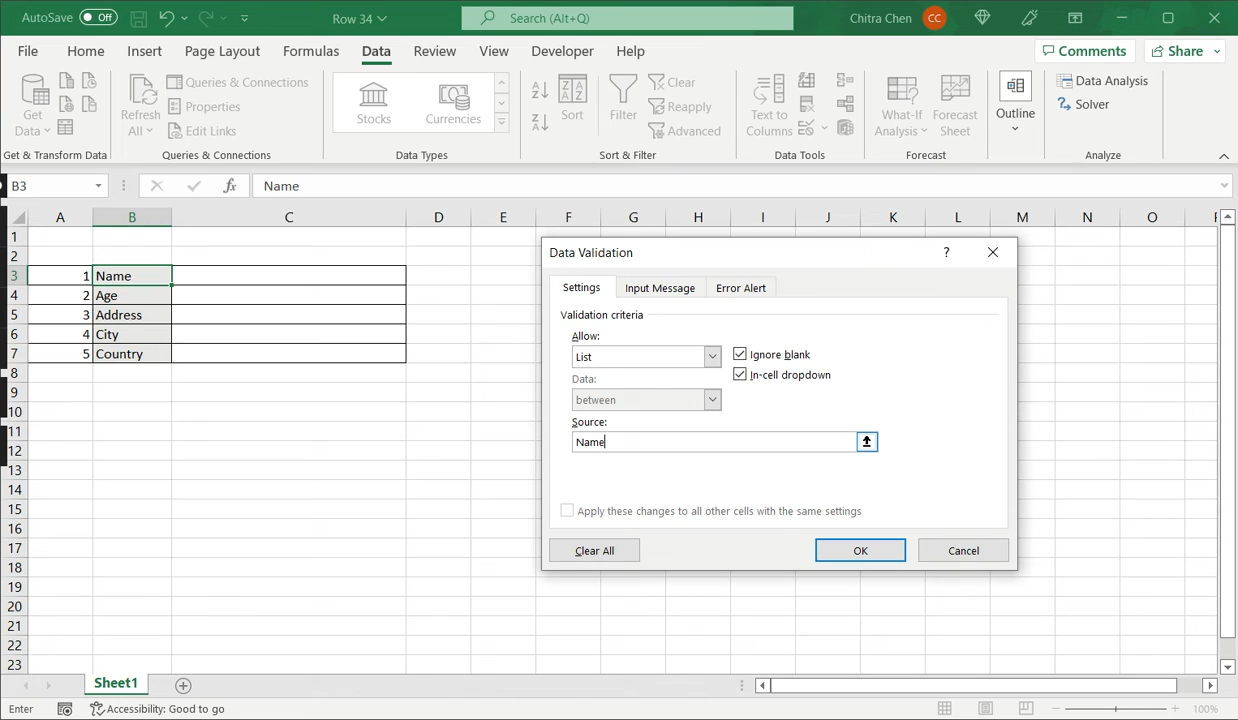 AutoSave Off Row 34 Search (Alt+Q) Chitra Chen CC
File Home Insert Page Layout Formulas Data Review View Developer Help Comments Share
Get Data
Get & Transform Data
Refresh All
Queries & Connections
Properties
Edit Links
Queries & Connections
Stocks Currencies
Data Types
Sort Filter
Clear
Reapply
Advanced
Sort & Filter
Text to Columns
Data Tools
What-If Analysis
Forecast Sheet
Forecast
Outline
Data Analysis
Solver
Analyze
B3 fx Name
A B C D E F G H I J K L M N O
1
2
3 1 Name
4 2 Age
5 3 Address
6 4 City
7 5 Country
8
9
10
11
12
13
14
15
16
17
18
19
20
21
22
23
Data Validation ?
Settings Input Message Error Alert
Validation criteria
Allow:
List Ignore blank
Data: In-cell dropdown
between
Source:
Name
Apply these changes to all other cells with the same settings
Clear All OK Cancel
Sheet1
Enter Accessibility: Good to go 100%